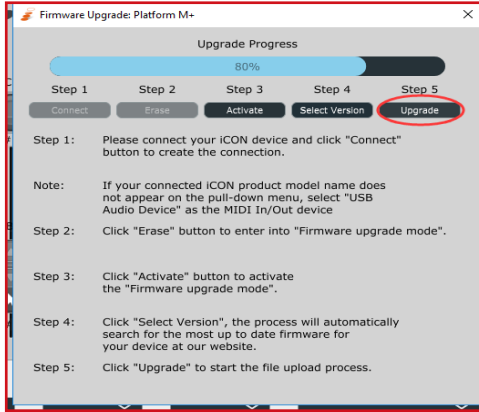 Firmware Upgrade: Platform M+
Upgrade Progress
80%
Step 1 Step 2 Step 3 Step 4 Step 5
Connect Erase Activate Select Version Upgrade
Step 1: Please connect your iCON device and click "Connect"
button to create the connection.
Note: If your connected iCON product model name does
not appear on the pull-down menu, select "USB
Audio Device" as the MIDI In/Out device
Step 2: Click "Erase" button to enter into "Firmware upgrade mode".
Step 3: Click "Activate" button to activate
the "Firmware upgrade mode".
Step 4: Click "Select Version", the process will automatically
search for the most up to date firmware for
your device at our website.
Step 5: Click "Upgrade" to start the file upload process.